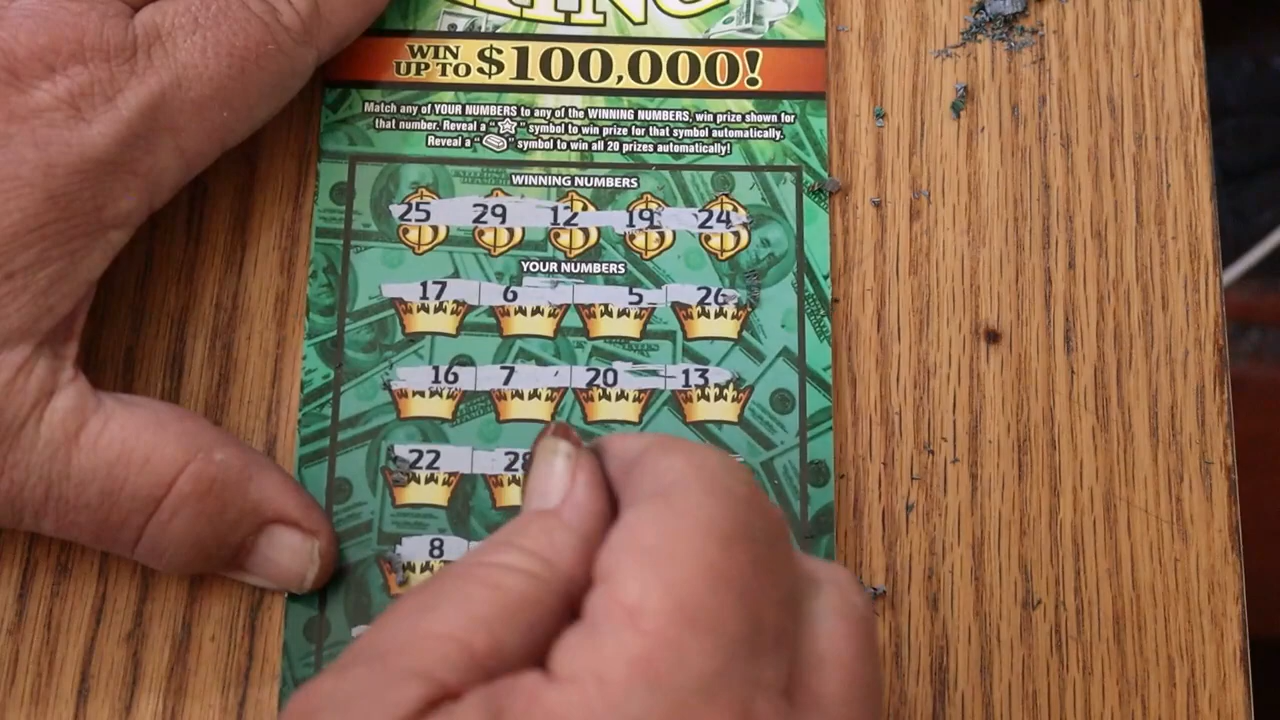 WIN
UP TO $100,000!
Match any of YOUR NUMBERS to any of the WINNING NUMBERS, win prize shown for
that number. Reveal a " " symbol to win prize for that symbol automatically.
Reveal a " " symbol to win all 20 prizes automatically!
WINNING NUMBERS
25 29 12 19 24
YOUR NUMBERS
17 6 5 26
16 7 20 13
22 28
8